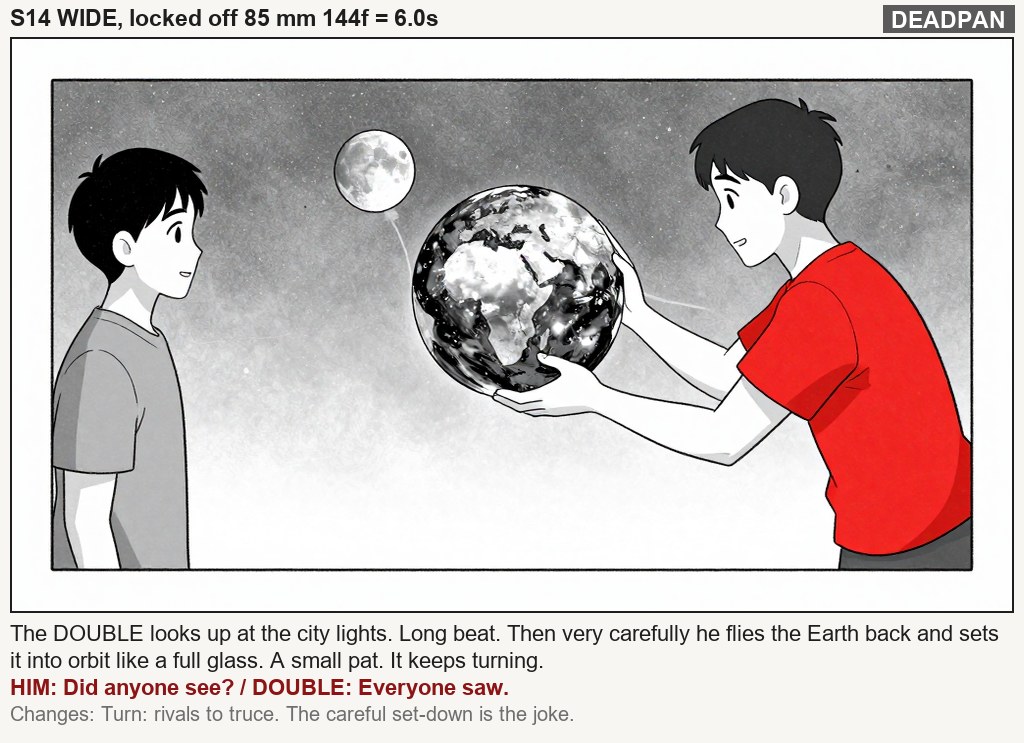 S14 WIDE, locked off 85 mm 144f = 6.0s
DEADPAN
The DOUBLE looks up at the city lights. Long beat. Then very carefully he flies the Earth back and sets
it into orbit like a full glass. A small pat. It keeps turning.
HIM: Did anyone see? / DOUBLE: Everyone saw.
Changes: Turn: rivals to truce. The careful set-down is the joke.